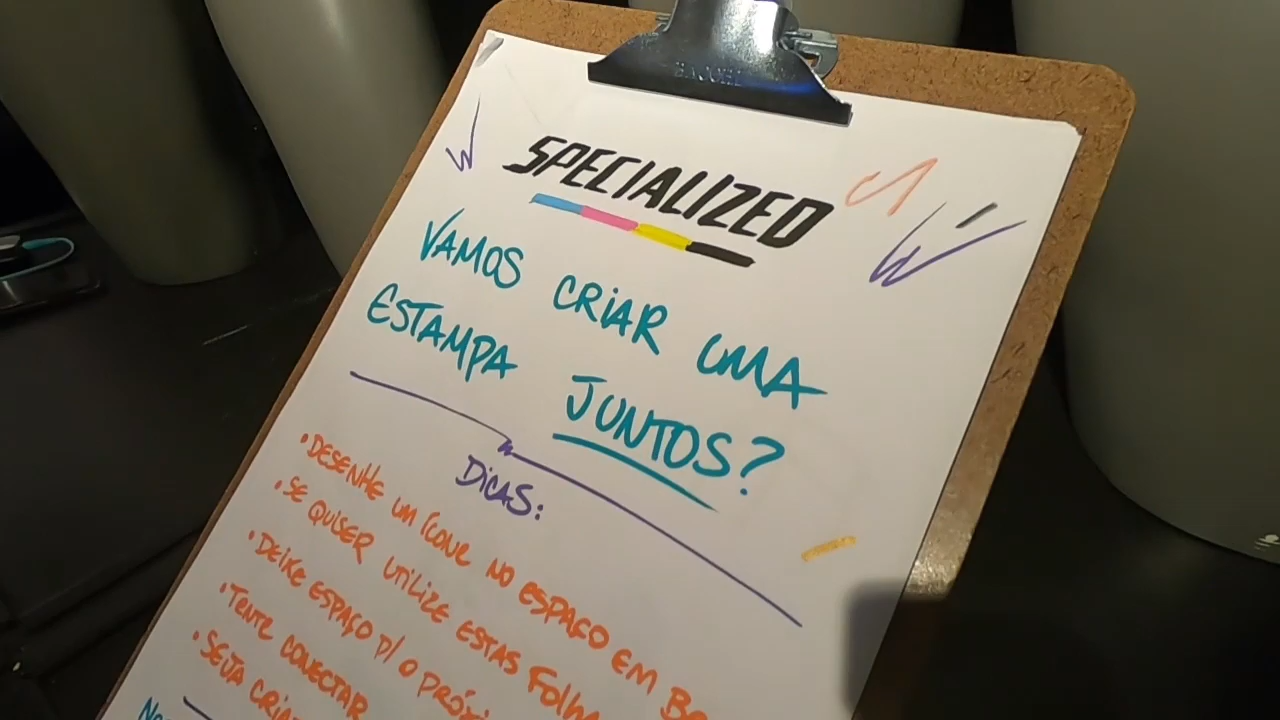 SPECIALIZED
VAMOS CRIAR UMA
ESTAMPA JUNTOS?
DICAS:
• DESENHE UM ÍCONE NO ESPAÇO EM
• SE QUISER UTILIZE ESTAS
• DEIXE ESPAÇO P/ O
• TENTE CONECTAR
• SEJA